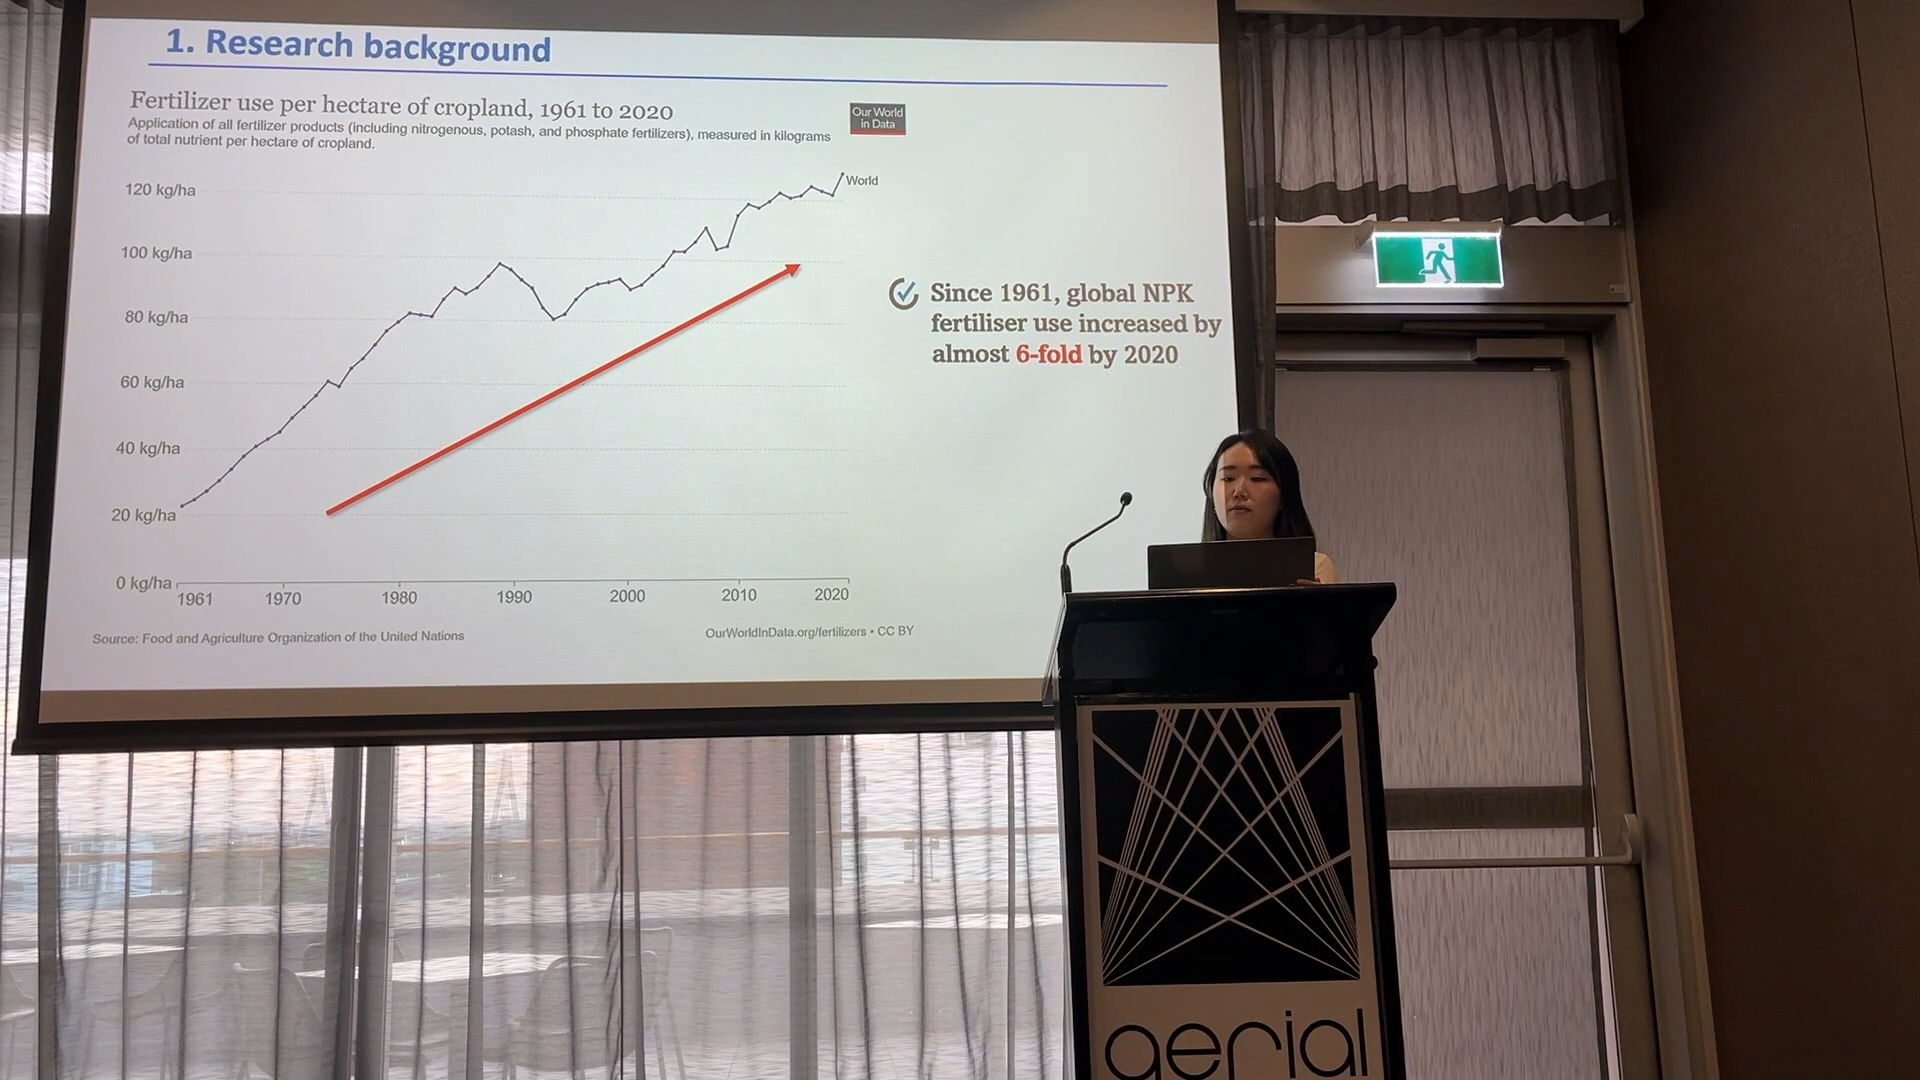 1. Research background
Fertilizer use per hectare of cropland, 1961 to 2020
Application of all fertilizer products (including nitrogenous, potash, and phosphate fertilizers), measured in kilograms
of total nutrient per hectare of cropland.
Our World
in Data
120 kg/ha
World
100 kg/ha
80 kg/ha
60 kg/ha
40 kg/ha
20 kg/ha
0 kg/ha
1961
1970
1980
1990
2000
2010
2020
Source: Food and Agriculture Organization of the United Nations
OurWorldInData.org/fertilizers • CC BY
Since 1961, global NPK
fertiliser use increased by
almost 6-fold by 2020
aerial